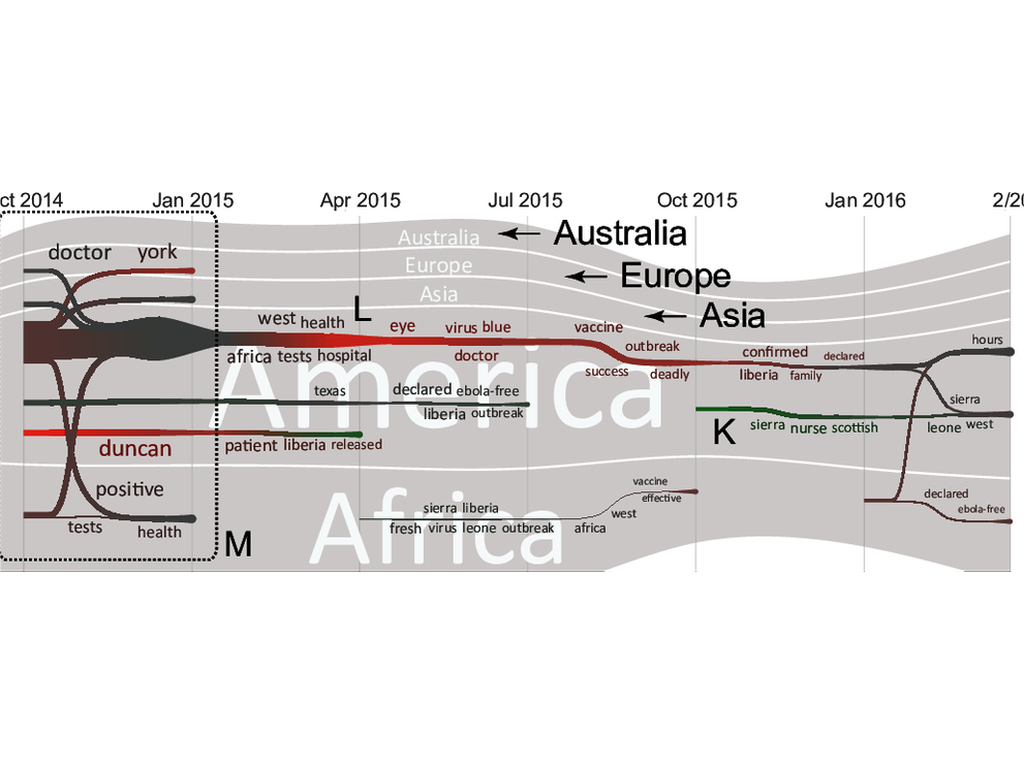 ct 2014 Jan 2015 Apr 2015 Jul 2015 Oct 2015 Jan 2016 2/20
Australia Australia
doctor york
Europe Europe
Asia Asia
L
west health eye virus blue vaccine
africa tests hospital doctor outbreak confirmed declared hours
success deadly liberia family
America
texas declared ebola-free sierra
liberia outbreak
K sierra nurse scottish leone west
duncan patient liberia released
positive vaccine
effective declared
tests health sierra liberia west ebola-free
fresh virus leone outbreak africa
Africa
M